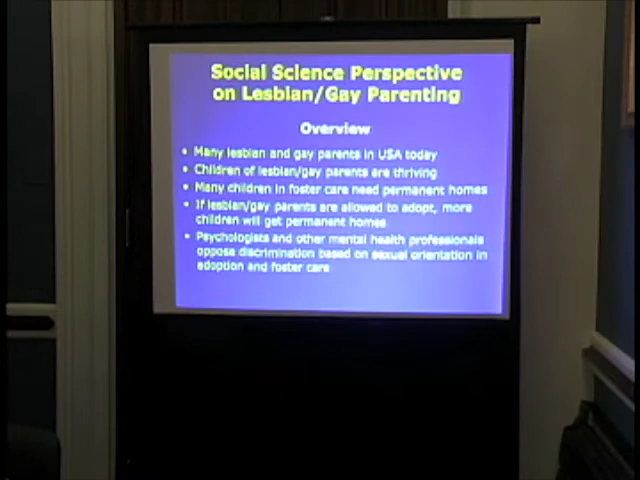 Social Science Perspective
on Lesbian/Gay Parenting
Overview
• Many lesbian and gay parents in USA today
• Children of lesbian/gay parents are thriving
• Many children in foster care need permanent homes
• If lesbian/gay parents are allowed to adopt, more
children will get permanent homes
• Psychologists and other mental health professionals
oppose discrimination based on sexual orientation in
adoption and foster care